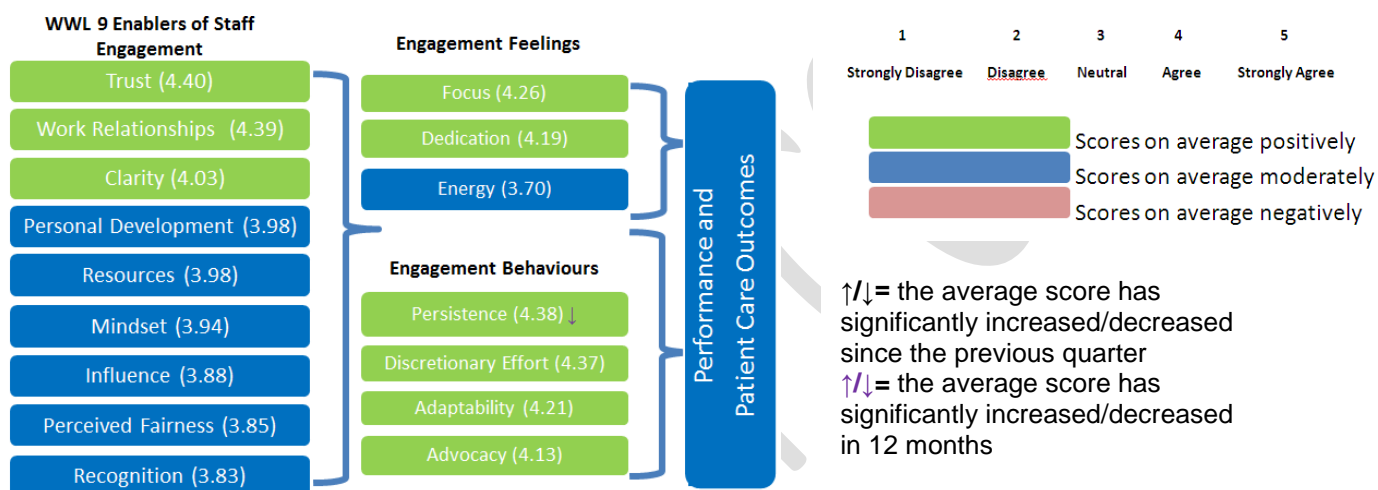 WWL 9 Enablers of Staff
Engagement
Trust (4.40)
Work Relationships (4.39)
Clarity (4.03)
Personal Development (3.98)
Resources (3.98)
Mindset (3.94)
Influence (3.88)
Perceived Fairness (3.85)
Recognition (3.83)
Engagement Feelings
Focus (4.26)
Dedication (4.19)
Energy (3.70)
Engagement Behaviours
Persistence (4.38)↓
Discretionary Effort (4.37)
Adaptability (4.21)
Advocacy (4.13)
Performance and
Patient Care Outcomes
1 2 3 4 5
Strongly Disagree Disagree Neutral Agree Strongly Agree
Scores on average positively
Scores on average moderately
Scores on average negatively
↑/↓= the average score has
significantly increased/decreased
since the previous quarter
↑/↓= the average score has
significantly increased/decreased
in 12 months